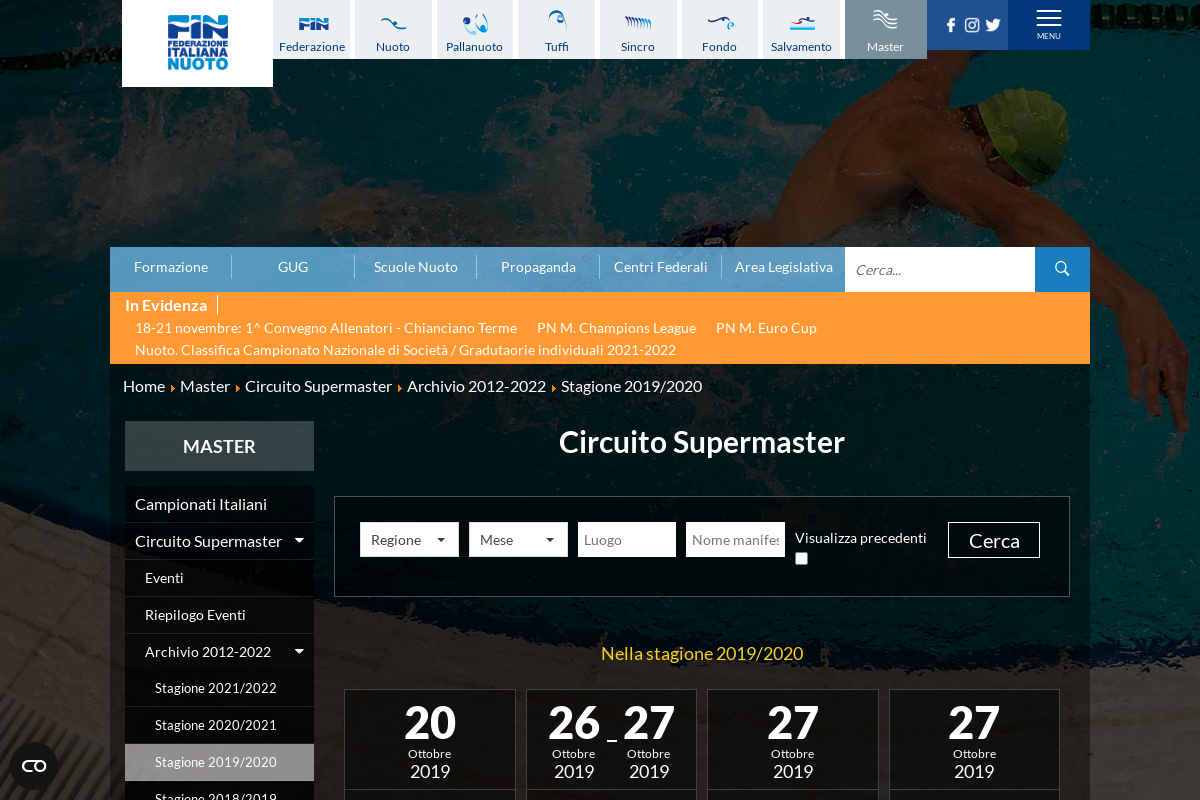 FIN
FEDERAZIONE
ITALIANA
NUOTO
FIN
Federazione
Nuoto
Pallanuoto
Tuffi
Sincro
Fondo
Salvamento
Master
MENU
Formazione
GUG
Scuole Nuoto
Propaganda
Centri Federali
Area Legislativa
Cerca...
In Evidenza
18-21 novembre: 1^ Convegno Allenatori - Chianciano Terme PN M. Champions League PN M. Euro Cup
Nuoto. Classifica Campionato Nazionale di Società / Gradutaorie individuali 2021-2022
Home Master Circuito Supermaster Archivio 2012-2022 Stagione 2019/2020
MASTER
Campionati Italiani
Circuito Supermaster
Eventi
Riepilogo Eventi
Archivio 2012-2022
Stagione 2021/2022
Stagione 2020/2021
Stagione 2019/2020
Stagione 2018/2019
Circuito Supermaster
Regione
Mese
Luogo
Nome manifes
Visualizza precedenti
Cerca
Nella stagione 2019/2020
20
Ottobre
2019
26 - 27
Ottobre Ottobre
2019 2019
27
Ottobre
2019
27
Ottobre
2019